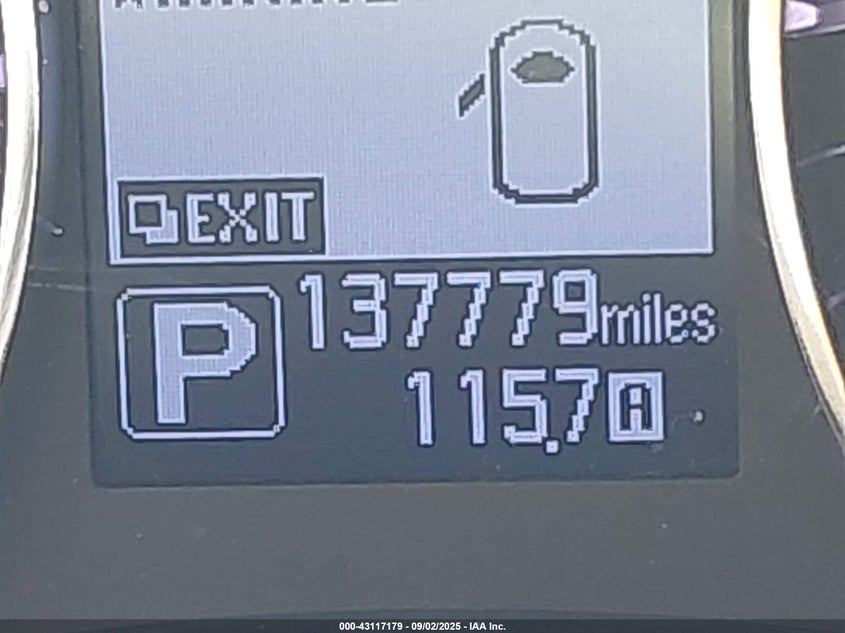 EXIT
P
137779miles
115.7 A
000-43117179 - 09/02/2025 - IAA Inc.